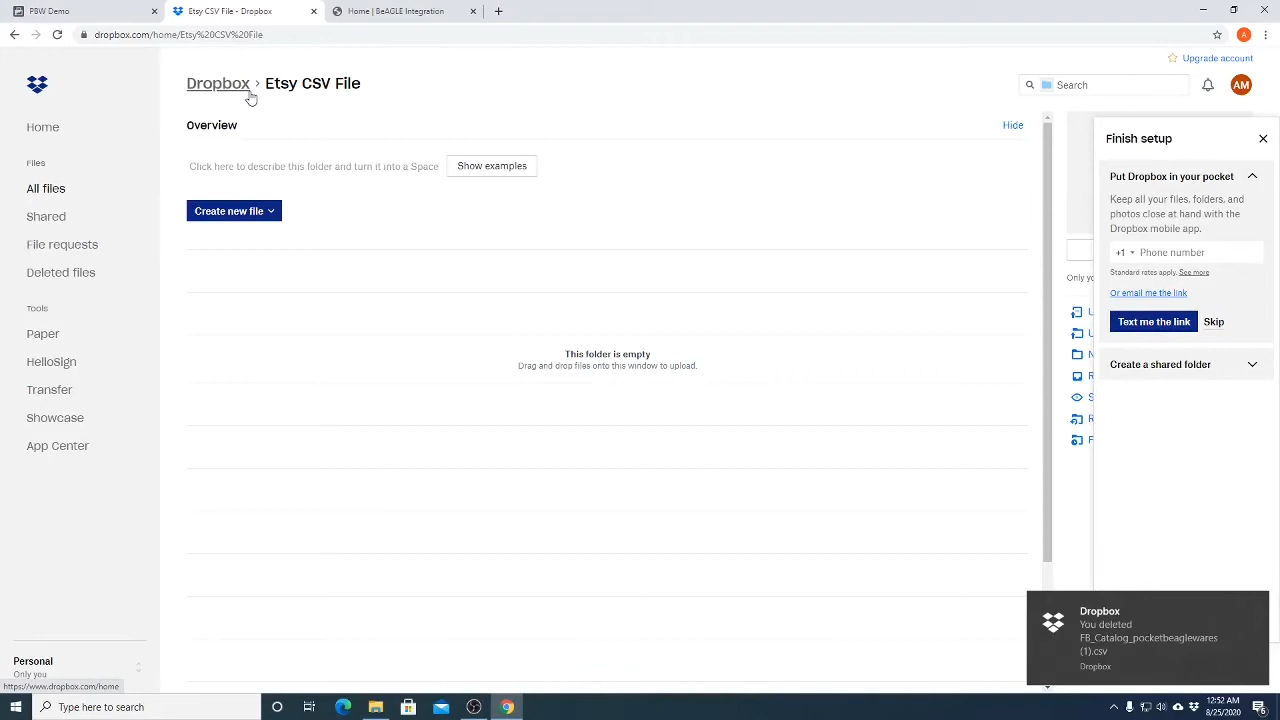 PBW Demo
Etsy CSV File - Dropbox
Home | BeAGLE Integration
dropbox.com/home/Etsy%20CSV%20File
A
Upgrade account
Dropbox › Etsy CSV File
Search
AM
Home
Overview
Hide
Finish setup
Files
Click here to describe this folder and turn it into a Space
Show examples
Put Dropbox in your pocket
All files
Keep all your files, folders, and
photos close at hand with the
Dropbox mobile app.
Shared
Create new file
File requests
+1
Phone number
Deleted files
Only yo
Standard rates apply. See more
Or email me the link
Tools
U
Text me the link
Skip
Paper
U
This folder is empty
Drag and drop files onto this window to upload.
N
HelloSign
Create a shared folder
R
Transfer
S
Showcase
R
App Center
F
Dropbox
You deleted
FB_Catalog_pocketbeaglewares
(1).csv
Dropbox
Personal
Only you
https://www.dropbox.com/home
Type here to search
12:52 AM
8/25/2020
6